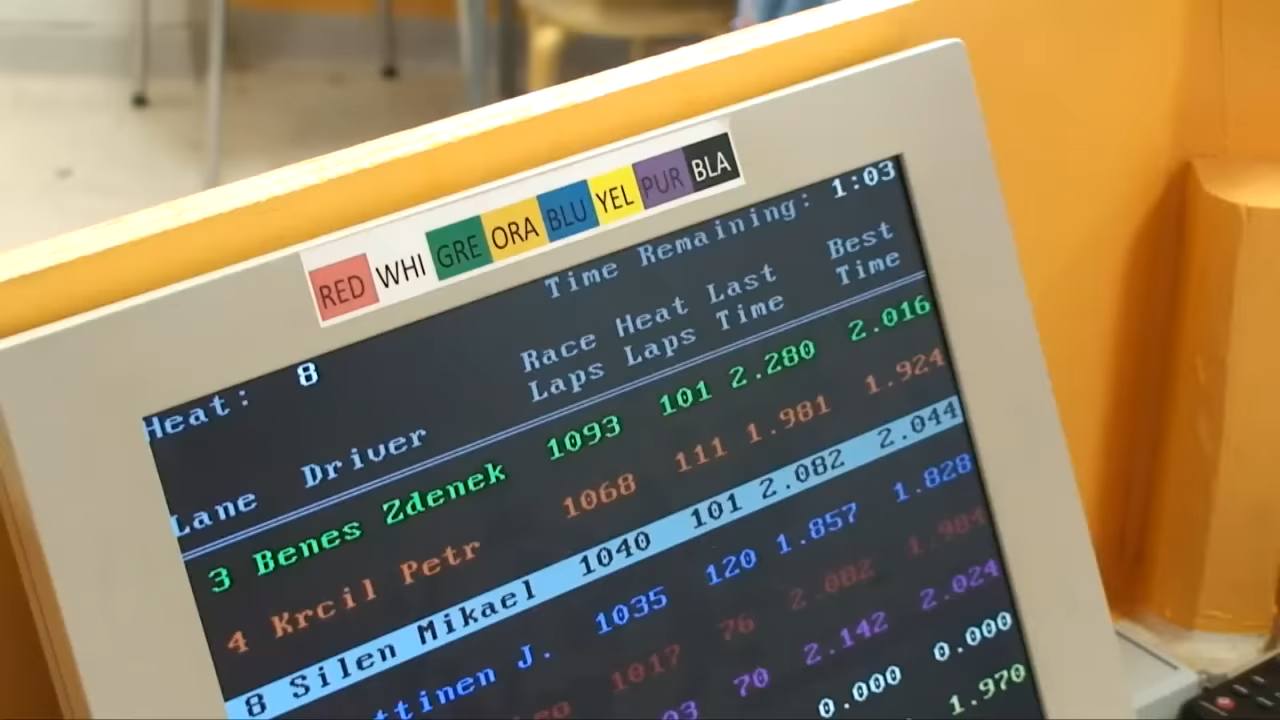 RED WHI GRE ORA BLU YEL PUR BLA
Time Remaining: 1:03
Heat: 8
Race Heat Last Best
Lane Driver Laps Laps Time Time
3 Benes Zdenek 1093 101 2.280 2.016
4 Krcil Petr 1068 111 1.981 1.924
8 Silen Mikael 1040 101 2.082 2.044
J. 1035 120 1.857 1.828
1017 76 2.082
70 2.142 2.024
0.000 0.000
1.970